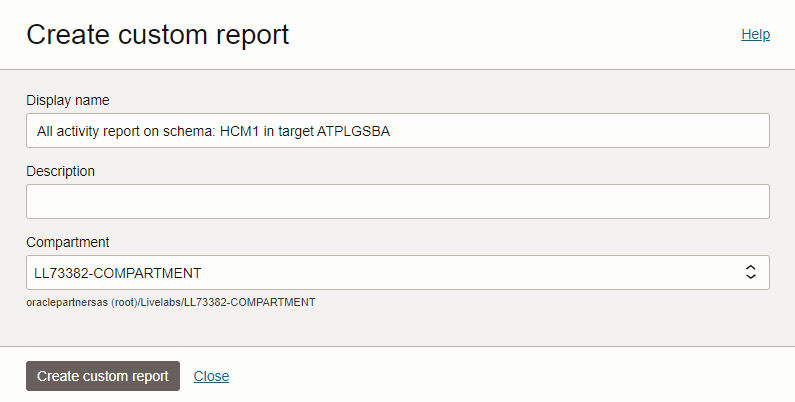 Create custom report
Help
Display name
All activity report on schema: HCM1 in target ATPLGSBA
Description
Compartment
LL73382-COMPARTMENT
oraclepartnersas (root)/Livelabs/LL73382-COMPARTMENT
Create custom report
Close